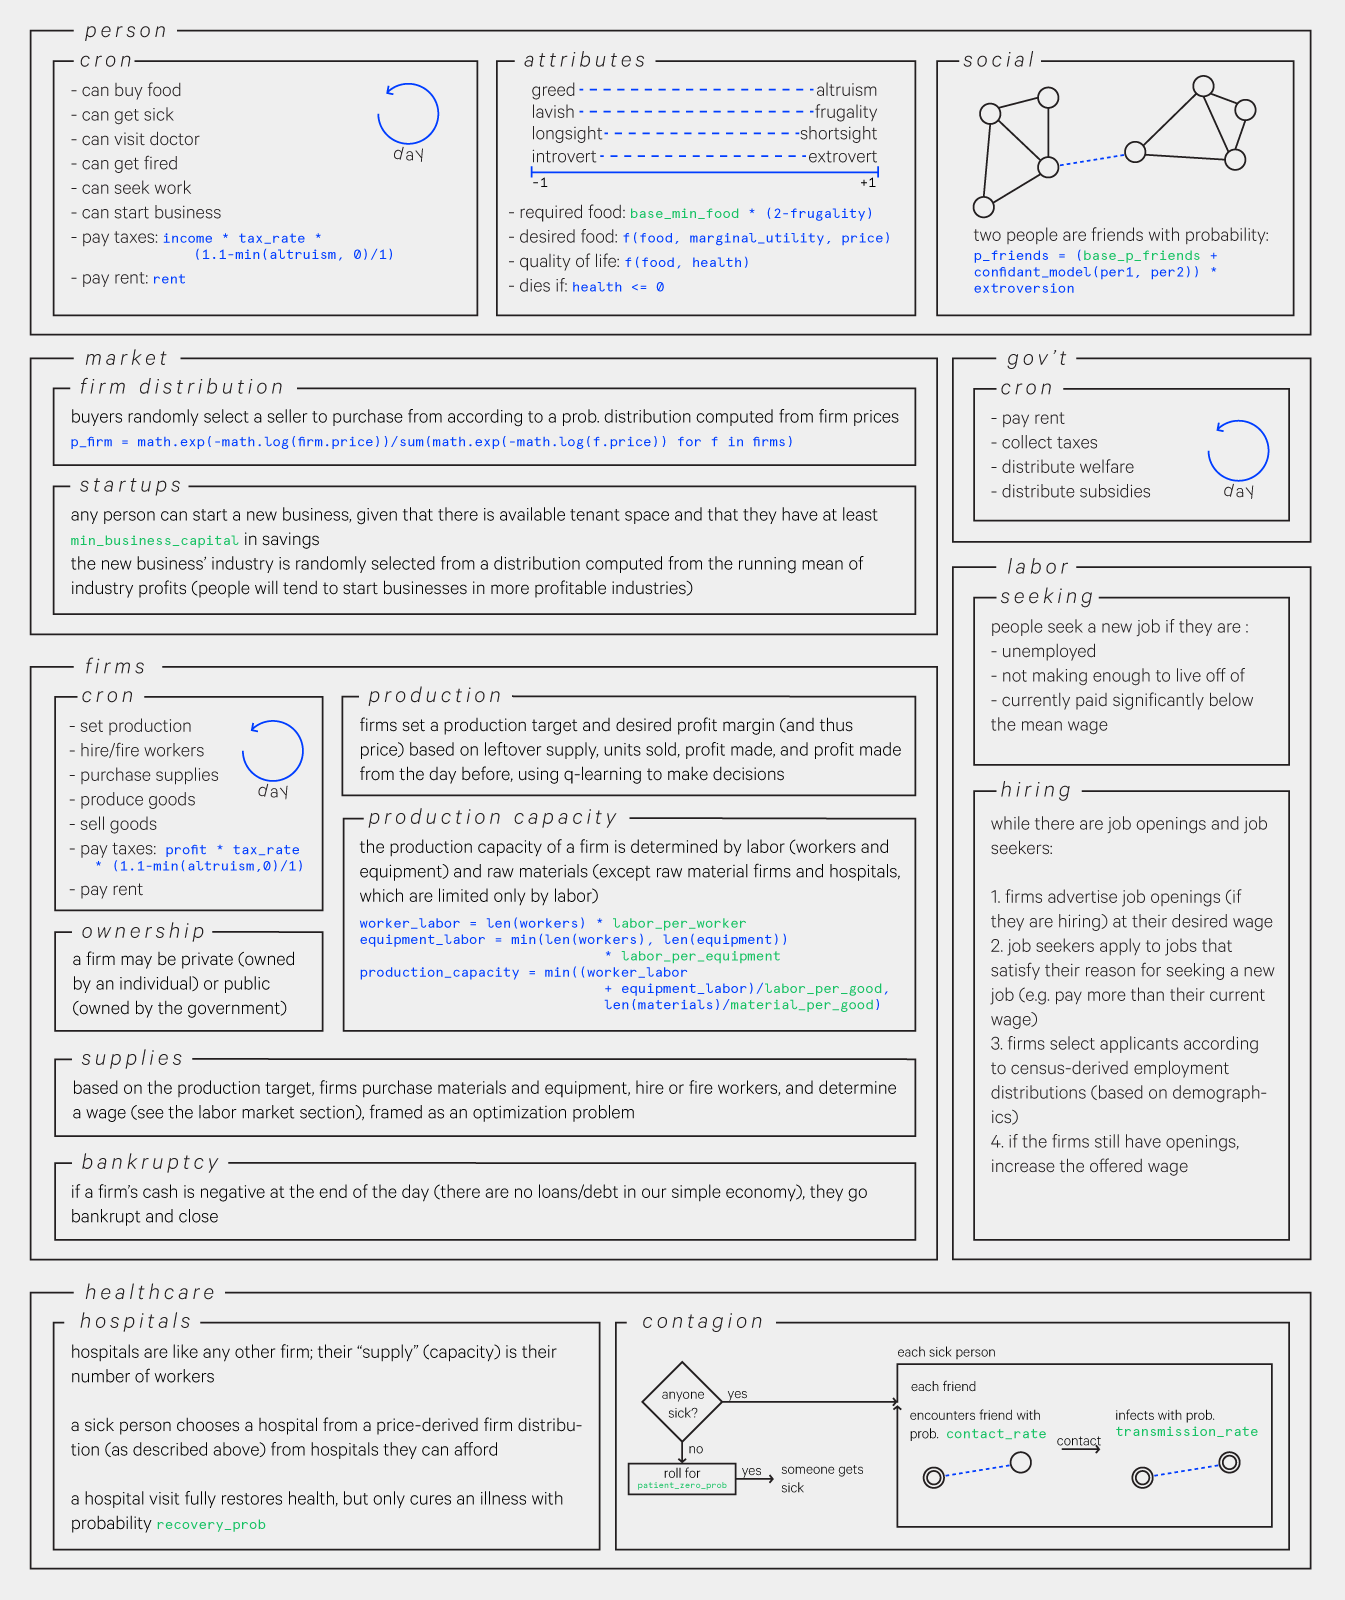 person
cron
- can buy food
- can get sick
- can visit doctor
- can get fired
- can seek work
- can start business
- pay taxes: income * tax_rate *
(1.1-min(altruism, 0)/1)
- pay rent: rent
day
attributes
greed altruism
lavish frugality
longsight shortsight
introvert extrovert
-1 +1
- required food: base_min_food * (2-frugality)
- desired food: f(food, marginal_utility, price)
- quality of life: f(food, health)
- dies if: health <= 0
social
two people are friends with probability:
p_friends = (base_p_friends +
confidant_model(per1, per2)) *
extroversion
market
firm distribution
buyers randomly select a seller to purchase from according to a prob. distribution computed from firm prices
p_firm = math.exp(-math.log(firm.price))/sum(math.exp(-math.log(f.price)) for f in firms)
startups
any person can start a new business, given that there is available tenant space and that they have at least
min_business_capital in savings
the new business' industry is randomly selected from a distribution computed from the running mean of
industry profits (people will tend to start businesses in more profitable industries)
gov't
cron
- pay rent
- collect taxes
- distribute welfare
- distribute subsidies
day
labor
seeking
people seek a new job if they are :
- unemployed
- not making enough to live off of
- currently paid significantly below
the mean wage
hiring
while there are job openings and job
seekers:
1. firms advertise job openings (if
they are hiring) at their desired wage
2. job seekers apply to jobs that
satisfy their reason for seeking a new
job (e.g. pay more than their current
wage)
3. firms select applicants according
to census-derived employment
distributions (based on demograph-
ics)
4. if the firms still have openings,
increase the offered wage
firms
cron
- set production
- hire/fire workers
- purchase supplies
- produce goods
- sell goods
- pay taxes: profit * tax_rate
* (1.1-min(altruism,0)/1)
- pay rent
day
production
firms set a production target and desired profit margin (and thus
price) based on leftover supply, units sold, profit made, and profit made
from the day before, using q-learning to make decisions
production capacity
the production capacity of a firm is determined by labor (workers and
equipment) and raw materials (except raw material firms and hospitals,
which are limited only by labor)
worker_labor = len(workers) * labor_per_worker
equipment_labor = min(len(workers), len(equipment))
* labor_per_equipment
production_capacity = min((worker_labor
+ equipment_labor)/labor_per_good,
len(materials)/material_per_good)
ownership
a firm may be private (owned
by an individual) or public
(owned by the government)
supplies
based on the production target, firms purchase materials and equipment, hire or fire workers, and determine
a wage (see the labor market section), framed as an optimization problem
bankruptcy
if a firm's cash is negative at the end of the day (there are no loans/debt in our simple economy), they go
bankrupt and close
healthcare
hospitals
hospitals are like any other firm; their “supply” (capacity) is their
number of workers
a sick person chooses a hospital from a price-derived firm distribu-
tion (as described above) from hospitals they can afford
a hospital visit fully restores health, but only cures an illness with
probability recovery_prob
contagion
anyone
sick?
yes
no
roll for
patient_zero_prob
yes
someone gets
sick
each sick person
each friend
encounters friend with
prob. contact_rate
contact
infects with prob.
transmission_rate